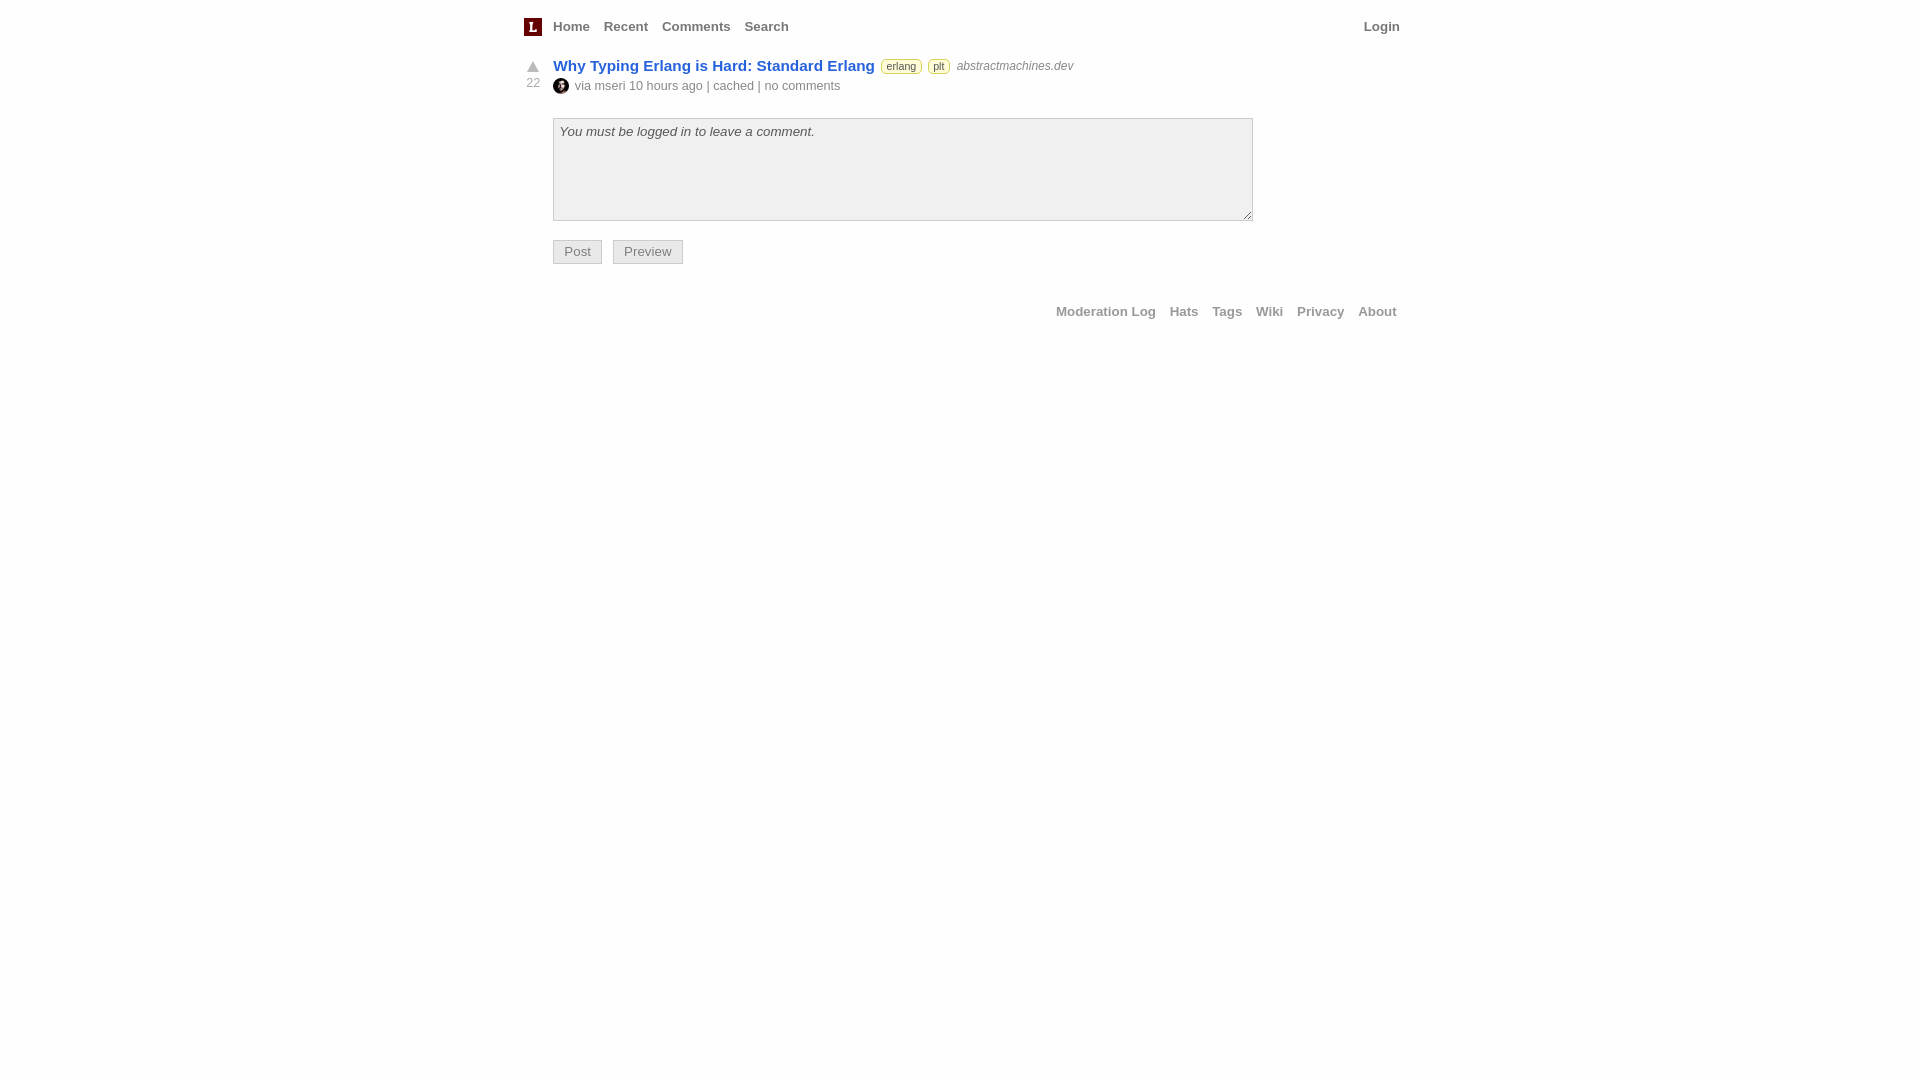 L Home Recent Comments Search Login
Why Typing Erlang is Hard: Standard Erlang erlang plt abstractmachines.dev
22
via mseri 10 hours ago | cached | no comments
You must be logged in to leave a comment.
Post Preview
Moderation Log Hats Tags Wiki Privacy About